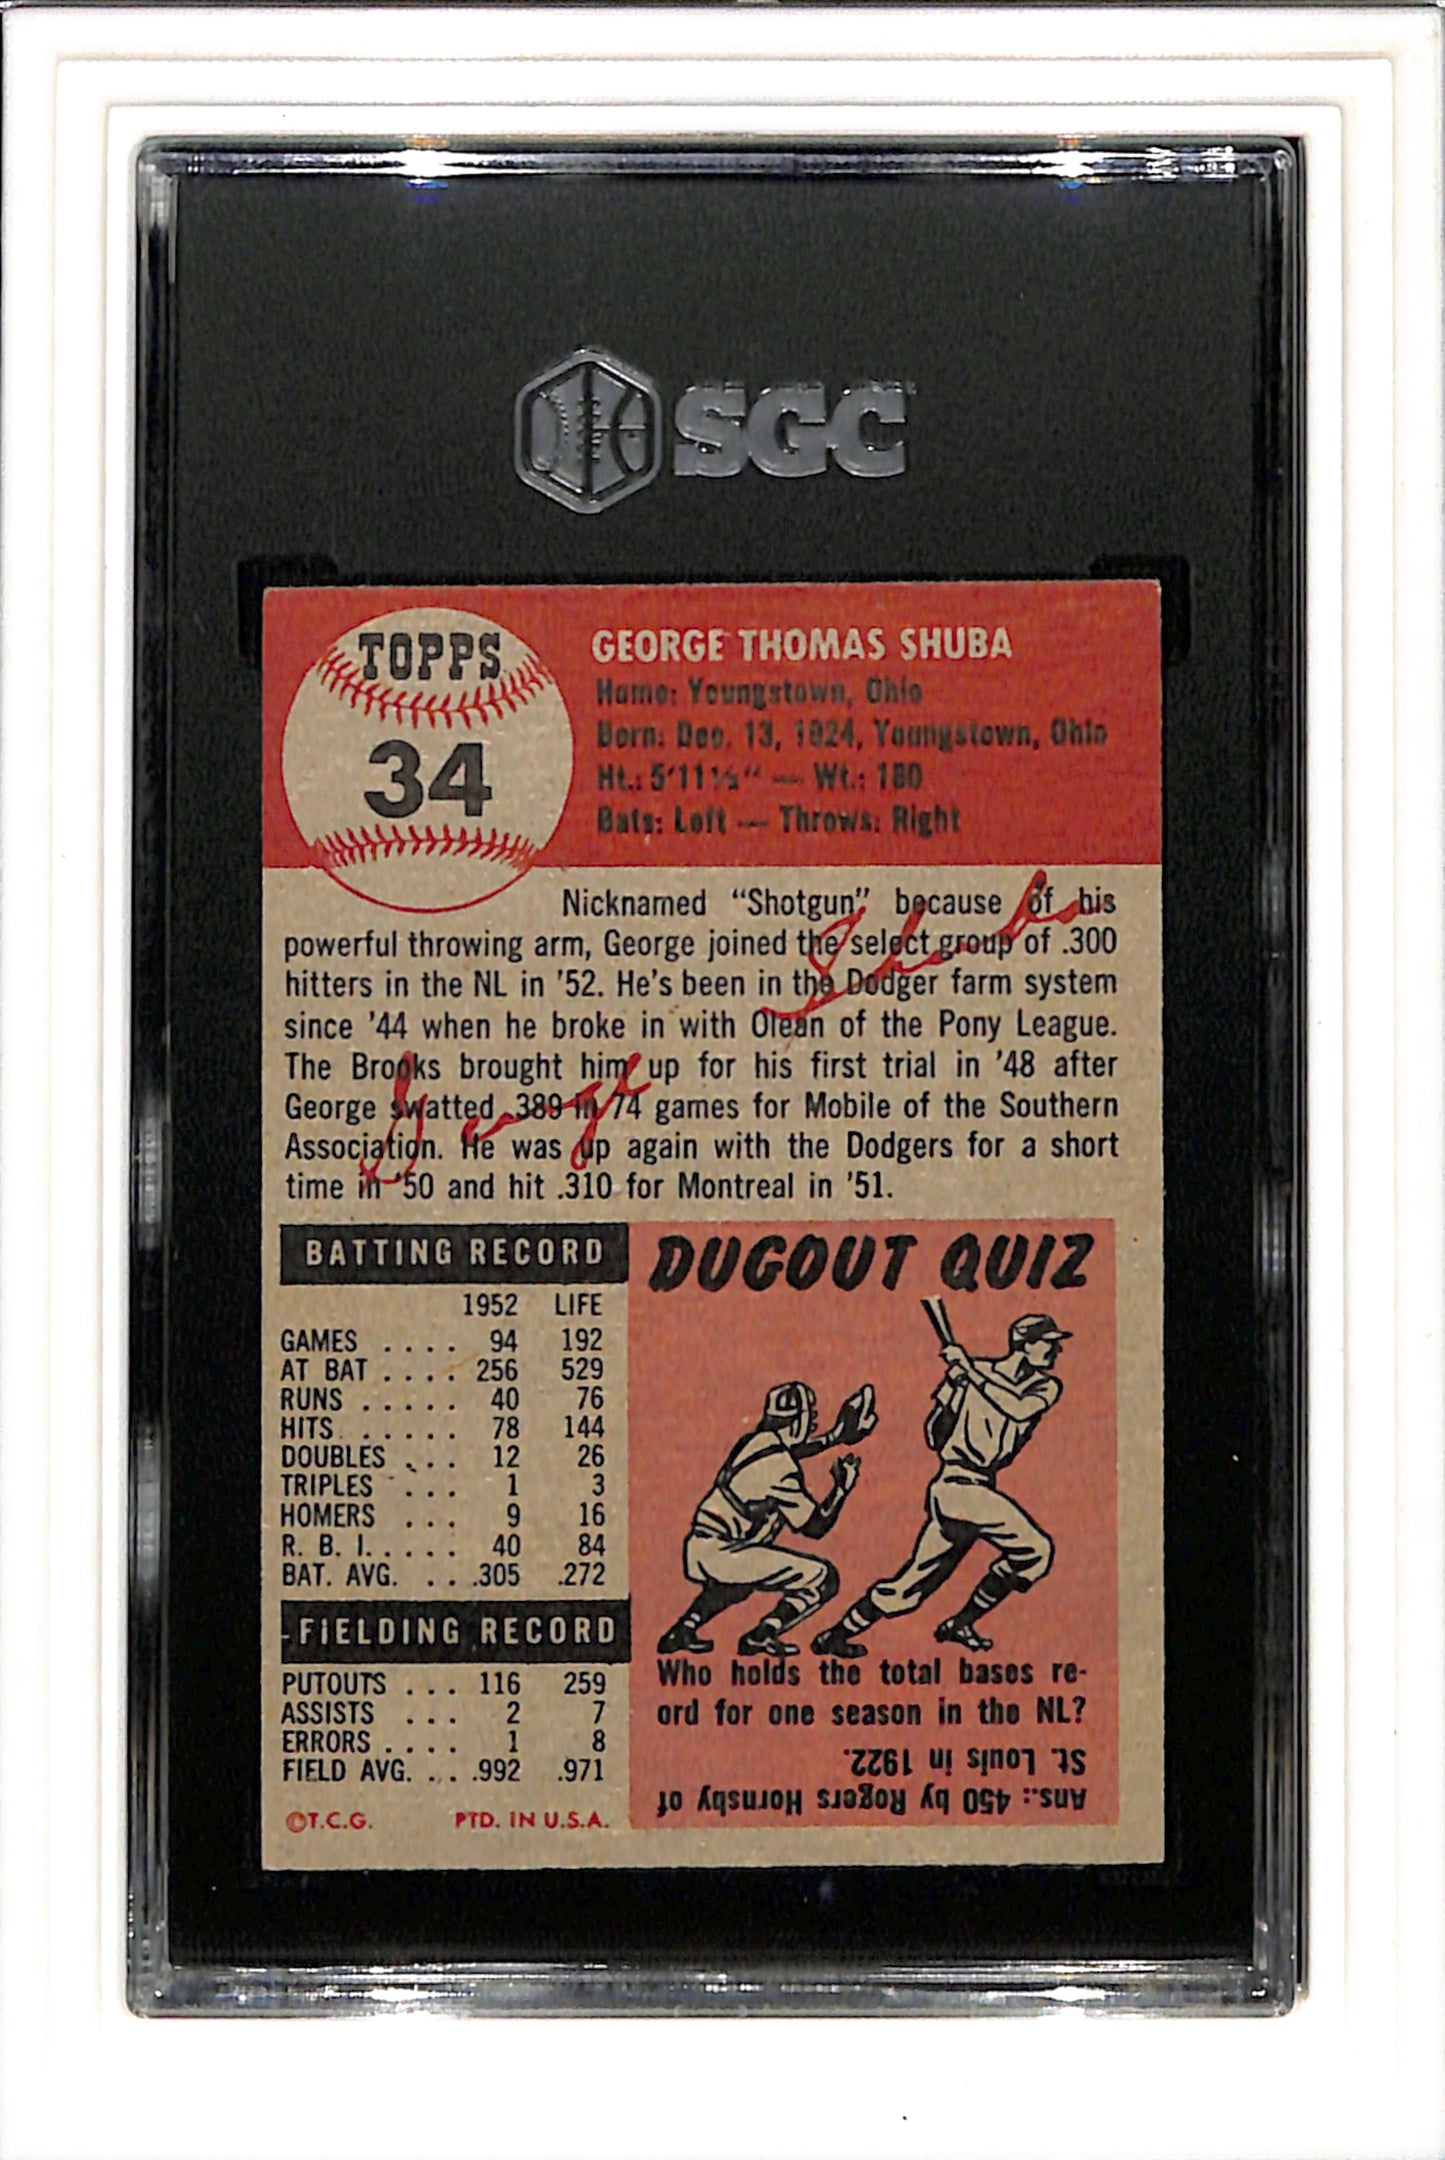 SGC
TOPPS
34
GEORGE THOMAS SHUBA
Home: Youngstown, Ohio
Born: Dec. 13, 1924, Youngstown, Ohio
Ht.: 5'11½" — Wt.: 180
Bats: Left — Throws: Right
Nicknamed "Shotgun" because of his
powerful throwing arm, George joined the select group of .300
hitters in the NL in '52. He's been in the Dodger farm system
since '44 when he broke in with Olean of the Pony League.
The Brooks brought him up for his first trial in '48 after
George swatted .389 in 74 games for Mobile of the Southern
Association. He was up again with the Dodgers for a short
time in '50 and hit .310 for Montreal in '51.
George Shuba
BATTING RECORD
1952 LIFE
GAMES . . . . 94 192
AT BAT . . . . 256 529
RUNS . . . . . 40 76
HITS . . . . . . 78 144
DOUBLES . . . 12 26
TRIPLES . . . 1 3
HOMERS . . . 9 16
R. B. I. . . . . 40 84
BAT. AVG. . . .305 .272
FIELDING RECORD
PUTOUTS . . . 116 259
ASSISTS . . . 2 7
ERRORS . . . . 1 8
FIELD AVG. . . .992 .971
©T.C.G. PTD. IN U.S.A.
DUGOUT QUIZ
Who holds the total bases re-
ord for one season in the NL?
Ans.: 450 by Rogers Hornsby of
St. Louis in 1922.